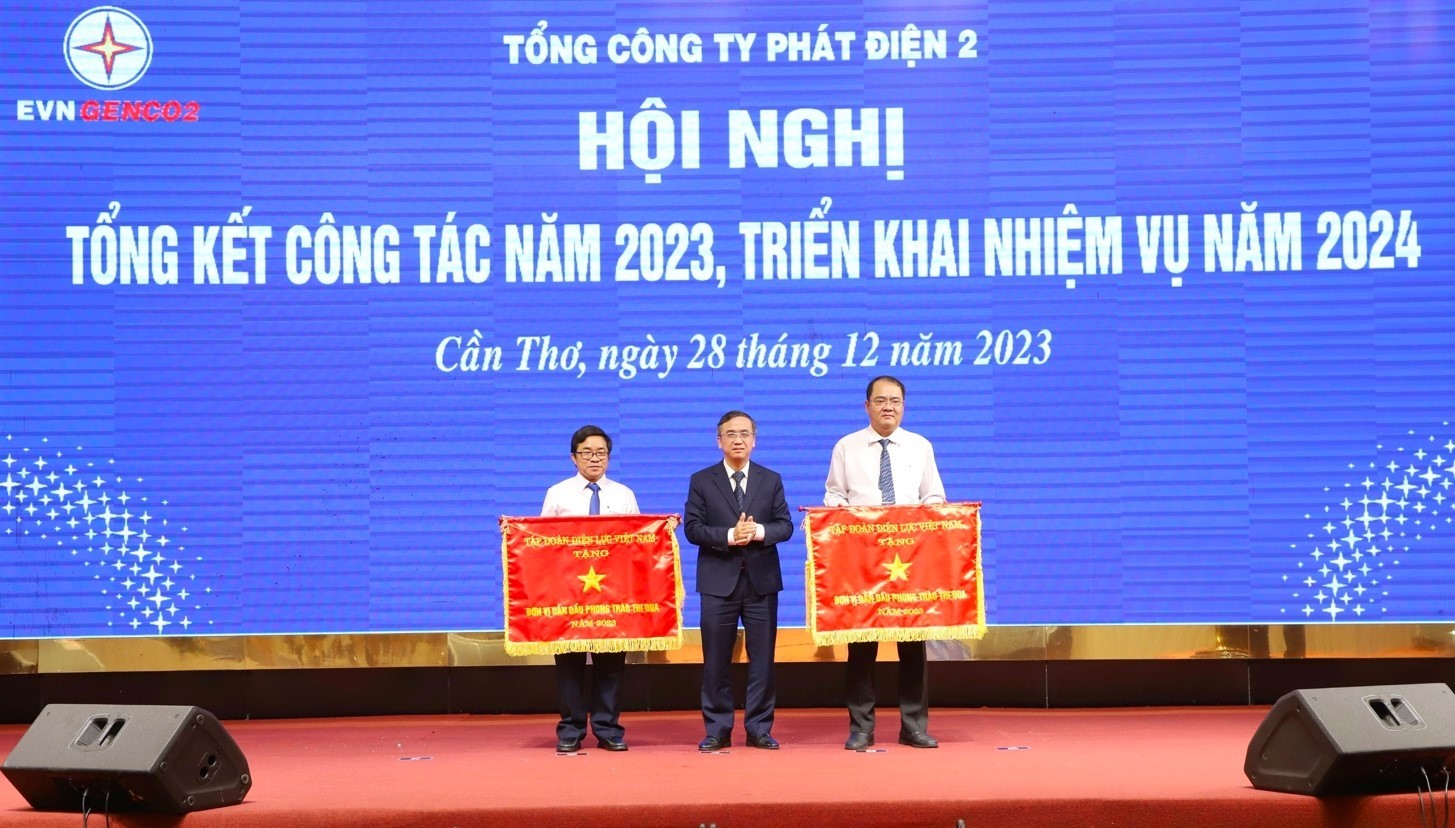 TỔNG CÔNG TY PHÁT ĐIỆN 2
EVN GENCO2
HỘI NGHỊ
TỔNG KẾT CÔNG TÁC NĂM 2023, TRIỂN KHAI NHIỆM VỤ NĂM 2024
Cần Thơ, ngày 28 tháng 12 năm 2023
TẬP ĐOÀN ĐIỆN LỰC VIỆT NAM
TẶNG
ĐƠN VỊ DẪN ĐẦU PHONG TRÀO THI ĐUA
NĂM 2023
TẬP ĐOÀN ĐIỆN LỰC VIỆT NAM
TẶNG
ĐƠN VỊ DẪN ĐẦU PHONG TRÀO THI ĐUA
NĂM 2023